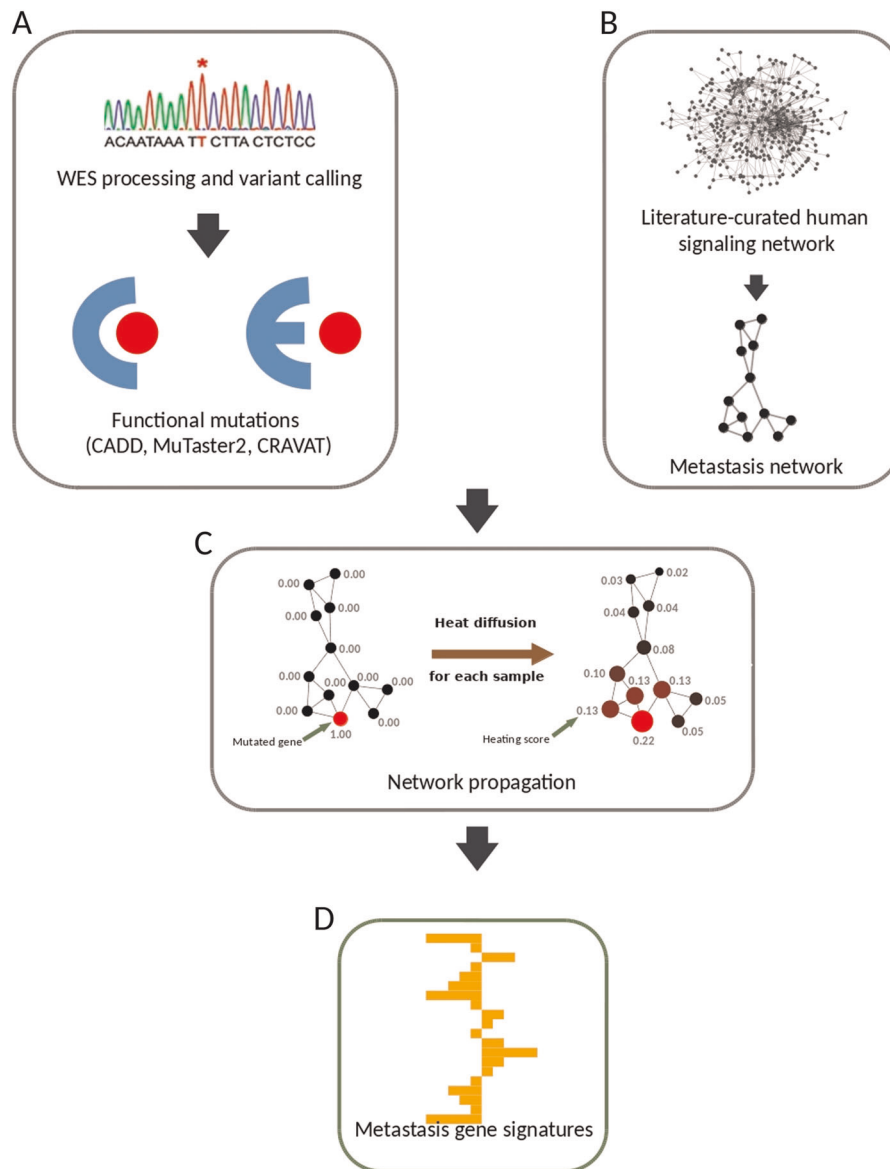 A
*
ACAATAAA TT CTTA CTCTCC
WES processing and variant calling
Functional mutations
(CADD, MuTaster2, CRAVAT)
B
Literature-curated human
signaling network
Metastasis network
C
0.00
0.00
0.00
0.00
0.00
0.00
0.00
0.00
0.00
0.00
0.00
0.00
Mutated gene
1.00
Heat diffusion
for each sample
0.02
0.03
0.04
0.04
0.08
0.10
0.13
0.13
0.13
0.05
0.05
Heating score
0.22
Network propagation
D
Metastasis gene signatures